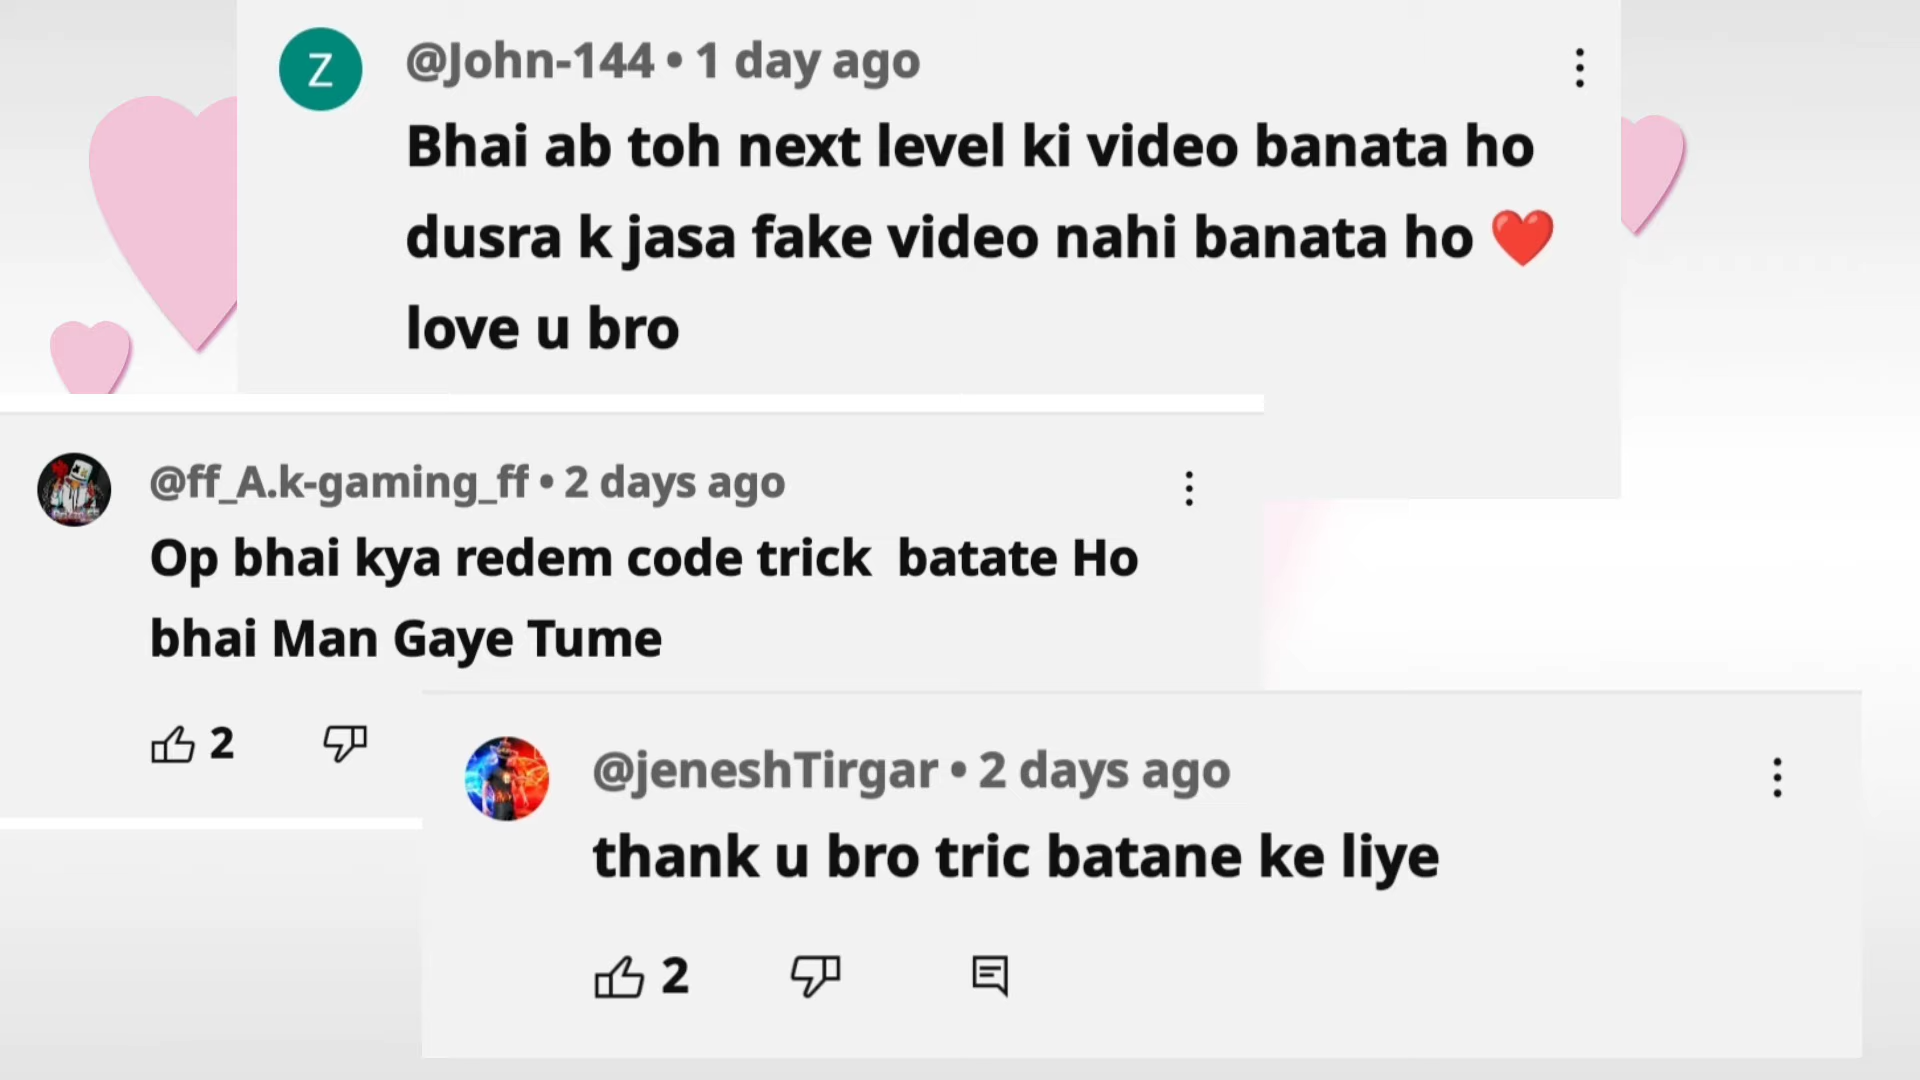 Z
@John-144 • 1 day ago
Bhai ab toh next level ki video banata ho
dusra k jasa fake video nahi banata ho ❤️
love u bro
@ff_A.k-gaming_ff • 2 days ago
Op bhai kya redem code trick batate Ho
bhai Man Gaye Tume
2
@jeneshTirgar • 2 days ago
thank u bro tric batane ke liye
2